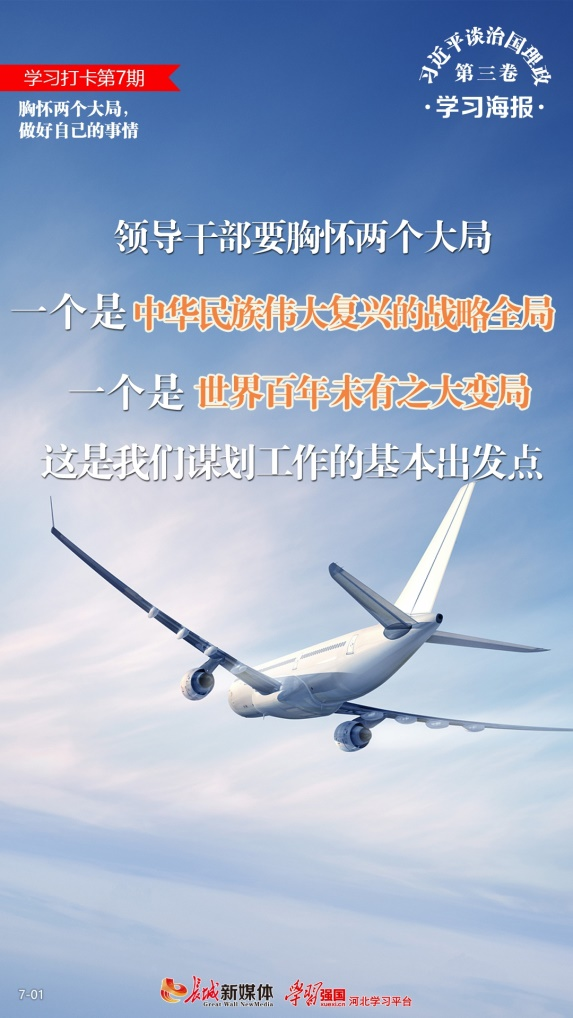 学习打卡第7期
胸怀两个大局，
做好自己的事情
习近平谈治国理政
第三卷
·学习海报·
领导干部要胸怀两个大局
一个是 中华民族伟大复兴的战略全局
一个是 世界百年未有之大变局
这是我们谋划工作的基本出发点
7-01
长城新媒体
Great Wall NewMedia
学习强国
xuexi.cn
河北学习平台